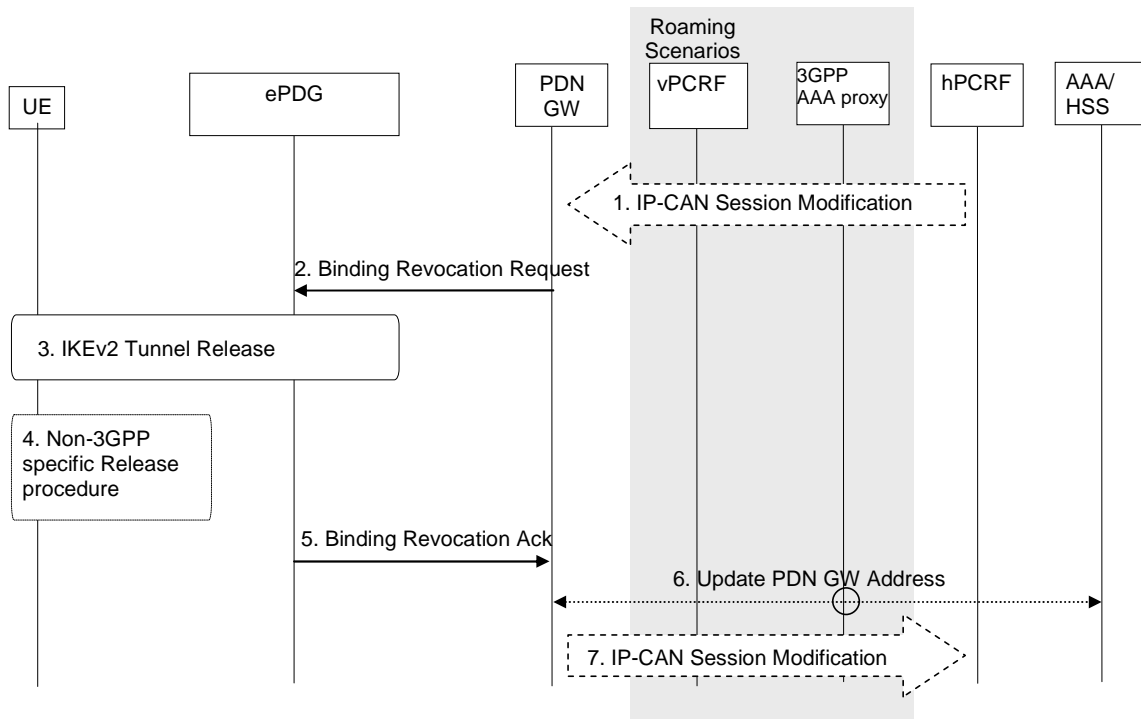 Roaming
Scenarios
UE
ePDG
PDN
GW
vPCRF
3GPP
AAA proxy
hPCRF
AAA/
HSS
1. IP-CAN Session Modification
2. Binding Revocation Request
3. IKEv2 Tunnel Release
4. Non-3GPP
specific Release
procedure
5. Binding Revocation Ack
6. Update PDN GW Address
7. IP-CAN Session Modification